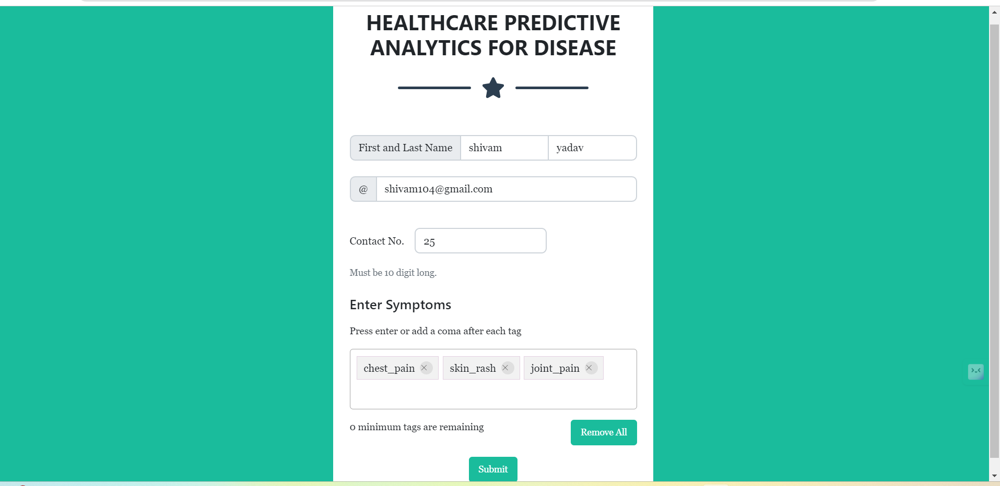 HEALTHCARE PREDICTIVE
ANALYTICS FOR DISEASE
First and Last Name shivam yadav
@ shivam104@gmail.com
Contact No. 25
Must be 10 digit long.
Enter Symptoms
Press enter or add a coma after each tag
chest_pain skin_rash joint_pain
0 minimum tags are remaining
Remove All
Submit